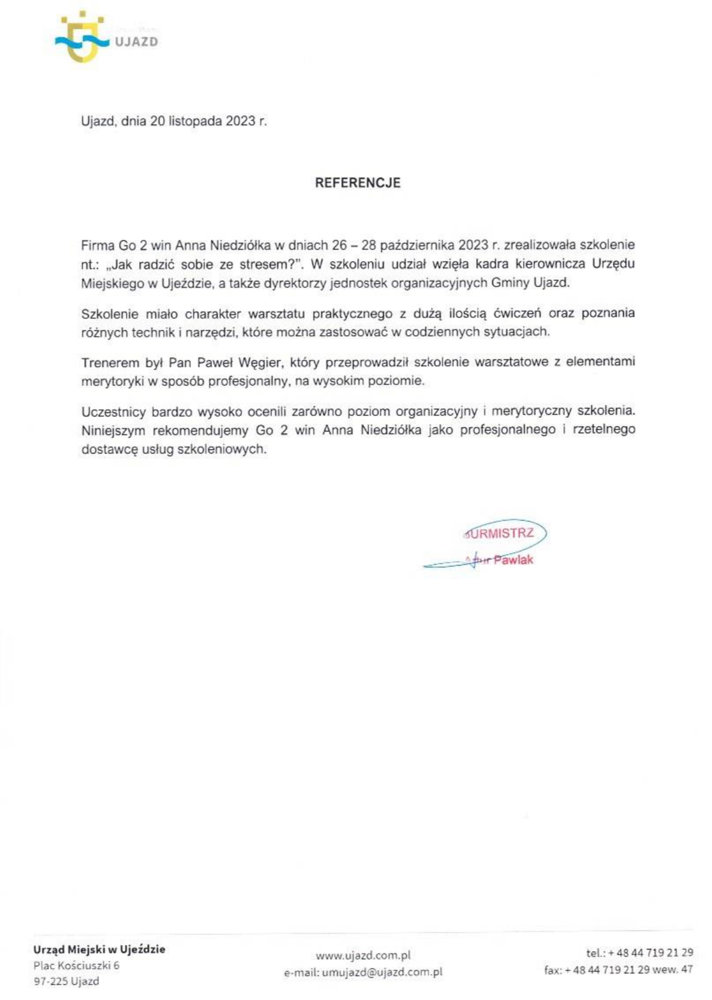 UJAZD
Ujazd, dnia 20 listopada 2023 r.
REFERENCJE
Firma Go 2 win Anna Niedziółka w dniach 26 – 28 października 2023 r. zrealizowała szkolenie
nt.: „Jak radzić sobie ze stresem?”. W szkoleniu udział wzięła kadra kierownicza Urzędu
Miejskiego w Ujeździe, a także dyrektorzy jednostek organizacyjnych Gminy Ujazd.
Szkolenie miało charakter warsztatu praktycznego z dużą ilością ćwiczeń oraz poznania
różnych technik i narzędzi, które można zastosować w codziennych sytuacjach.
Trenerem był Pan Paweł Węgier, który przeprowadził szkolenie warsztatowe z elementami
merytoryki w sposób profesjonalny, na wysokim poziomie.
Uczestnicy bardzo wysoko ocenili zarówno poziom organizacyjny i merytoryczny szkolenia.
Niniejszym rekomendujemy Go 2 win Anna Niedziółka jako profesjonalnego i rzetelnego
dostawcę usług szkoleniowych.
BURMISTRZ
Artur Pawlak
Urząd Miejski w Ujeździe
Plac Kościuszki 6
97-225 Ujazd
www.ujazd.com.pl
e-mail: umujazd@ujazd.com.pl
tel.: + 48 44 719 21 29
fax: + 48 44 719 21 29 wew. 47